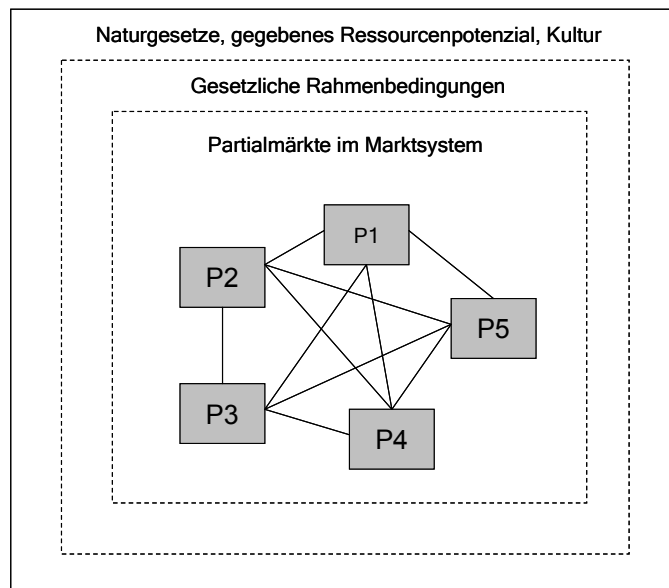 Naturgesetze, gegebenes Ressourcenpotenzial, Kultur
Gesetzliche Rahmenbedingungen
Partialmärkte im Marktsystem
P1
P2
P5
P3
P4